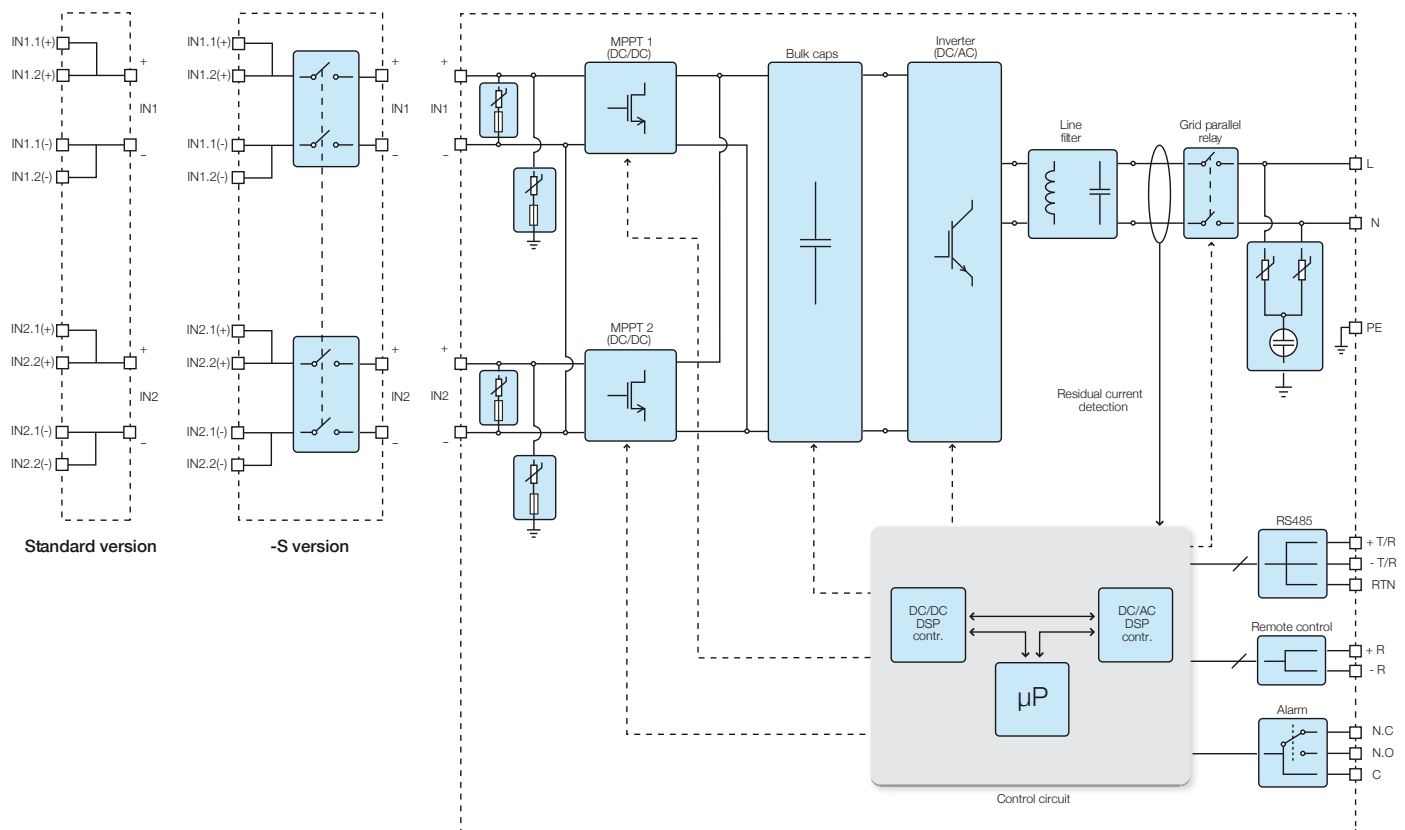 IN1.1(+)
IN1.2(+)
+
IN1
IN1.1(-)
–
IN1.2(-)
IN2.1(+)
+
IN2.2(+)
IN2
IN2.1(-)
–
IN2.2(-)
Standard version
IN1.1(+)
IN1.2(+)
+
IN1
IN1.1(-)
–
IN1.2(-)
IN2.1(+)
+
IN2.2(+)
IN2
IN2.1(-)
–
IN2.2(-)
-S version
+
IN1
–
+
IN2
–
MPPT 1
(DC/DC)
MPPT 2
(DC/DC)
Bulk caps
Inverter
(DC/AC)
Line
filter
Grid parallel
relay
L
N
PE
Residual current
detection
DC/DC
DSP
contr.
DC/AC
DSP
contr.
µP
Control circuit
RS485
+ T/R
- T/R
RTN
Remote control
+ R
- R
Alarm
N.C
N.O
C